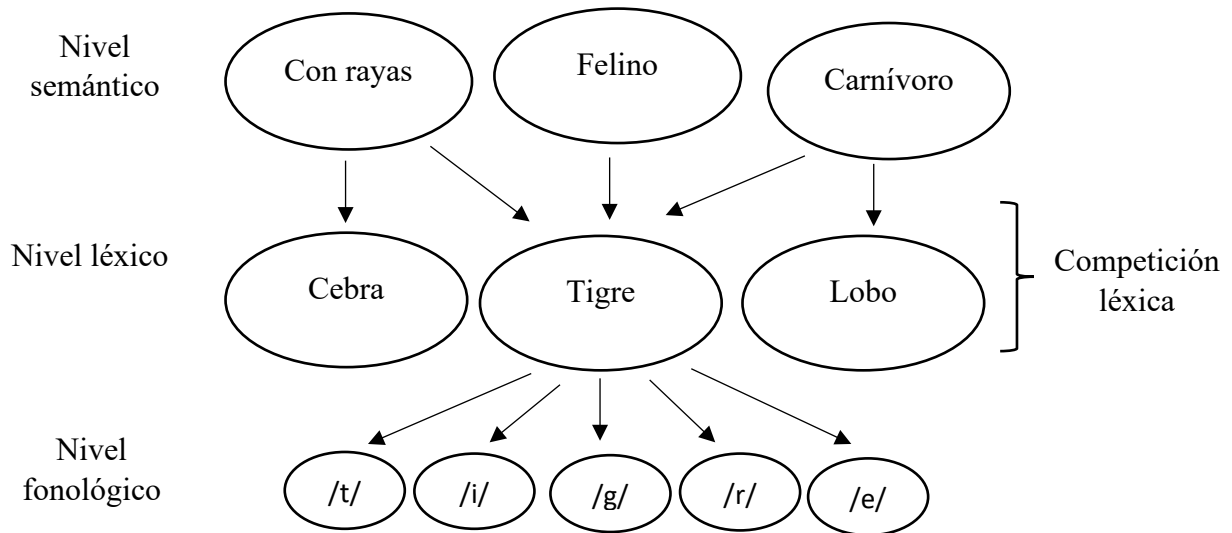 Nivel
semántico
Con rayas
Felino
Carnívoro
Nivel léxico
Cebra
Tigre
Lobo
Competición
léxica
Nivel
fonológico
/t/
/i/
/g/
/r/
/e/